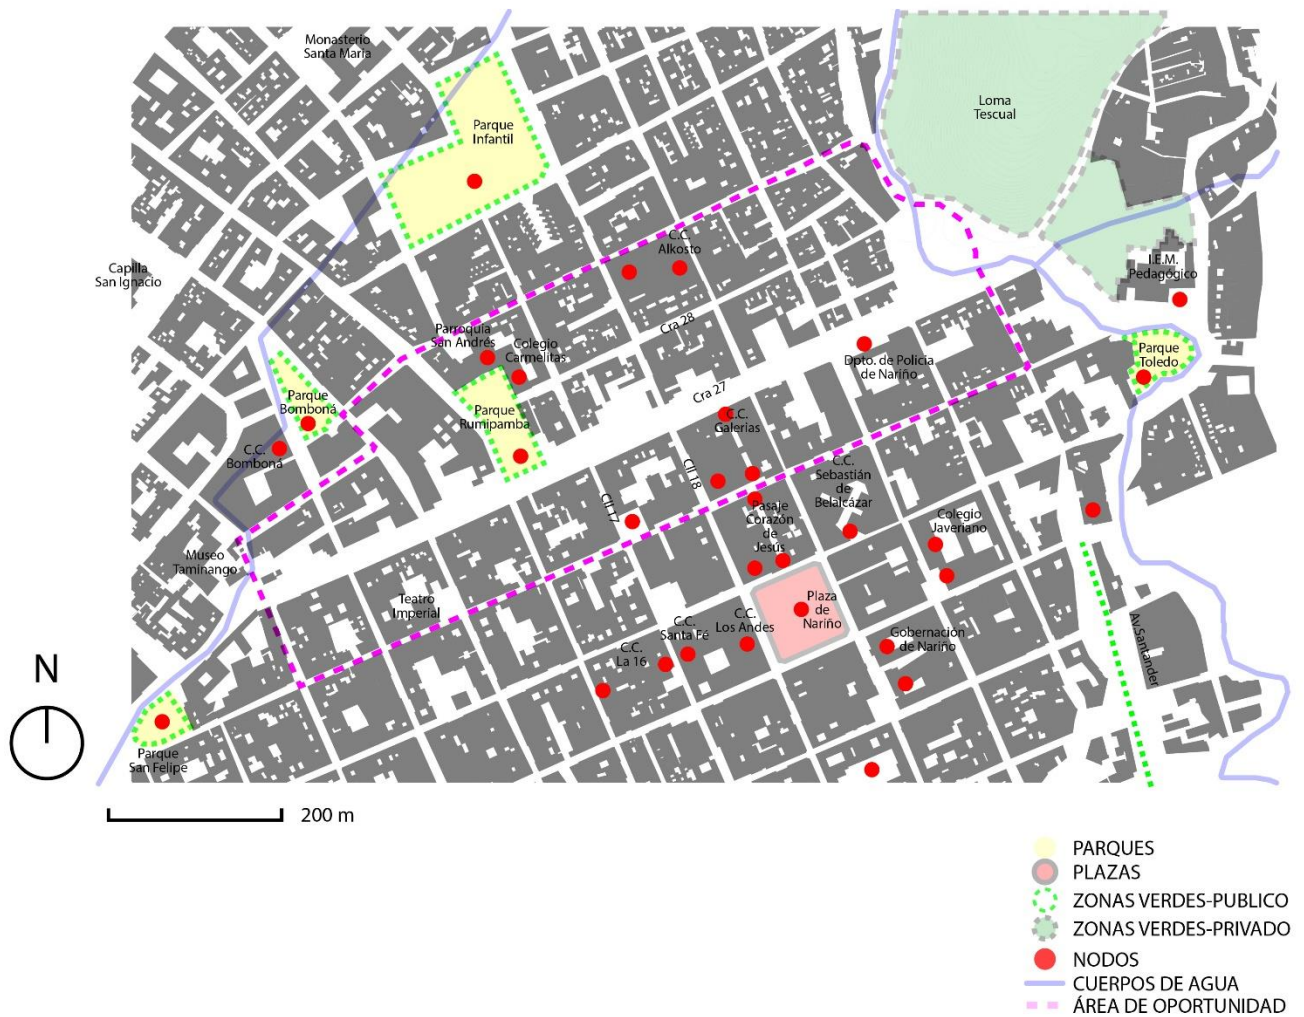 Monasterio
Santa Maria
Parque
Infantil
Loma
Tescual
C.C.
Alkosto
I.E.M.
Pedagógico
Capilla
San Ignacio
Cra 28
Parroquia
San Andrés
Colegio
Carmelitas
Dpto. de Policía
de Nariño
Parque
Toledo
Cra 27
Parque
Bomboná
Parque
Rumipamba
C.C.
Galerias
C.C.
Bomboná
Cll 18
C.C.
Sebastián
de
Belalcázar
Cll 17
Pasaje
Corazón
de
Jesús
Colegio
Javeriano
Museo
Taminango
Teatro
Imperial
Plaza
de
Nariño
C.C.
Los Andes
C.C.
Santa Fé
C.C.
La 16
Gobernación
de Nariño
Av.Santander
N
Parque
San Felipe
200 m
PARQUES
PLAZAS
ZONAS VERDES-PUBLICO
ZONAS VERDES-PRIVADO
NODOS
CUERPOS DE AGUA
ÁREA DE OPORTUNIDAD